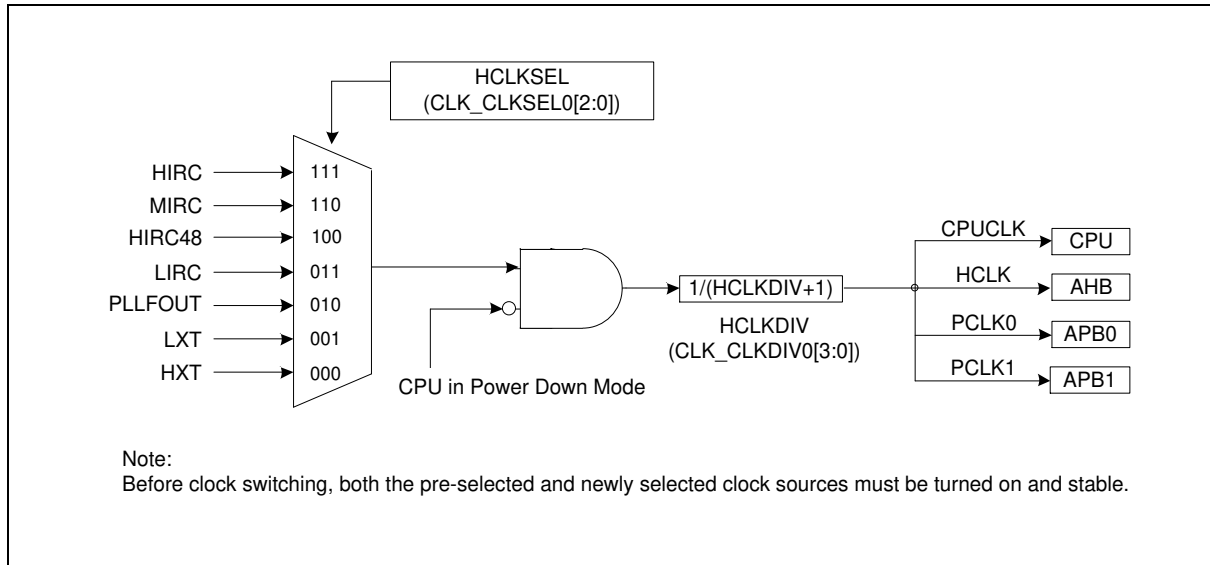 HCLKSEL
(CLK_CLKSEL0[2:0])
HIRC
111
MIRC
110
HIRC48
100
LIRC
011
PLLFOUT
010
LXT
001
HXT
000
CPU in Power Down Mode
1/(HCLKDIV+1)
HCLKDIV
(CLK_CLKDIV0[3:0])
CPUCLK
CPU
HCLK
AHB
PCLK0
APB0
PCLK1
APB1
Note:
Before clock switching, both the pre-selected and newly selected clock sources must be turned on and stable.